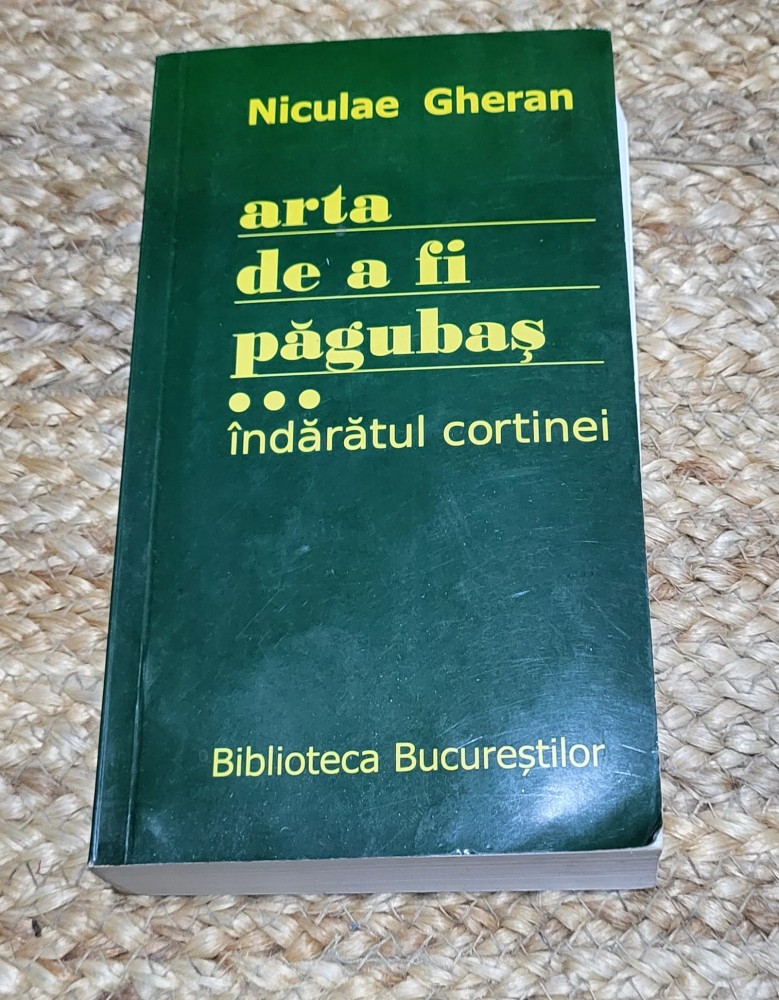 Niculae Gheran
arta
de a fi
păgubaș
•••
îndărătul cortinei
Biblioteca Bucureștilor